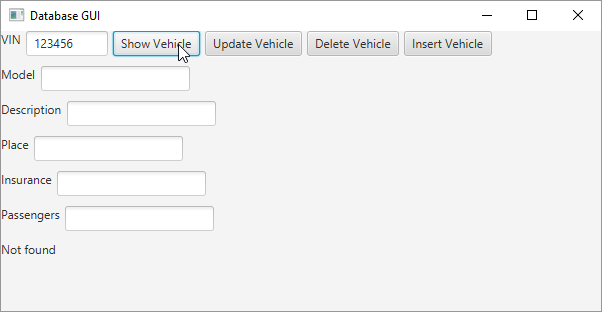 Database GUI
VIN 123456 Show Vehicle Update Vehicle Delete Vehicle Insert Vehicle
Model
Description
Place
Insurance
Passengers
Not found